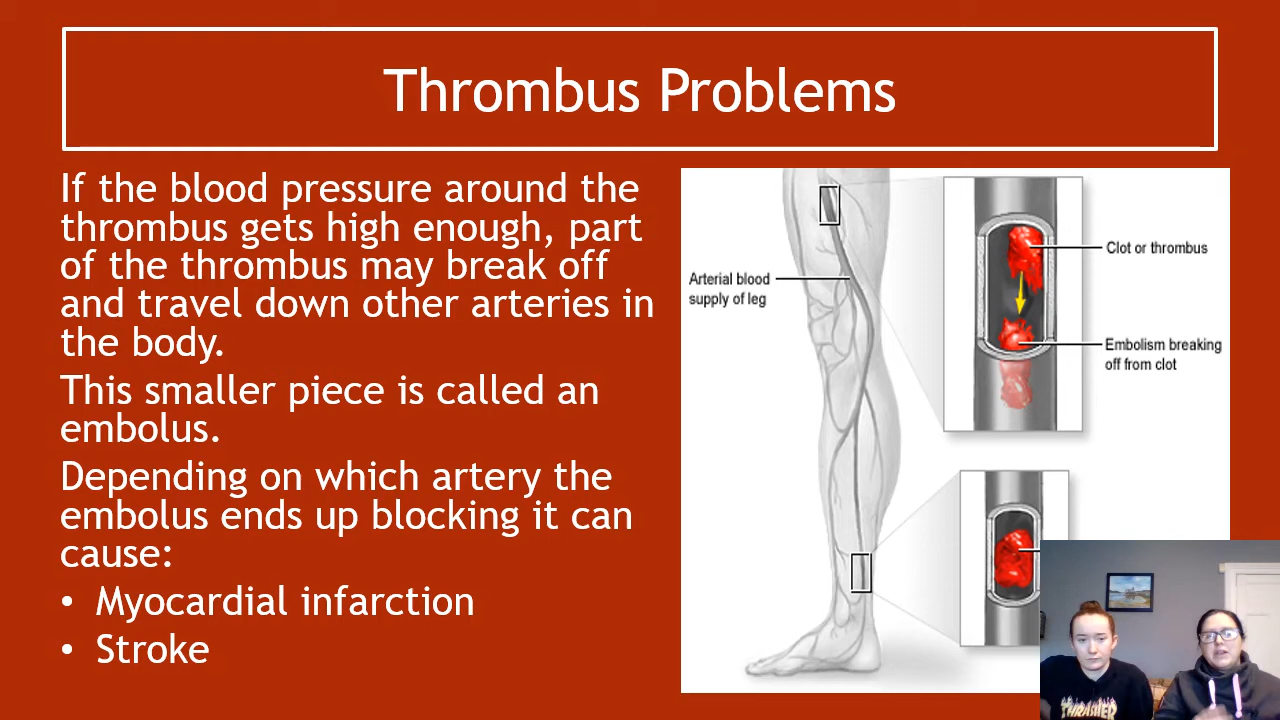 Thrombus Problems
If the blood pressure around the
thrombus gets high enough, part
of the thrombus may break off
and travel down other arteries in
the body.
This smaller piece is called an
embolus.
Depending on which artery the
embolus ends up blocking it can
cause:
• Myocardial infarction
• Stroke
Arterial blood
supply of leg
Clot or thrombus
Embolism breaking
off from clot
THRASHER